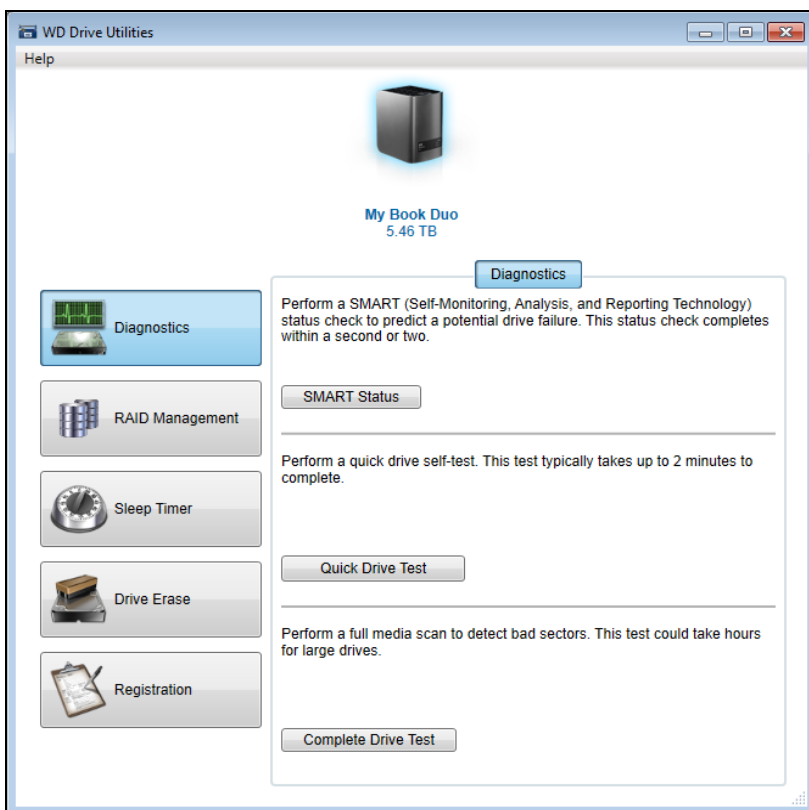 WD Drive Utilities
Help
My Book Duo
5.46 TB
Diagnostics
RAID Management
Sleep Timer
Drive Erase
Registration
Diagnostics
Perform a SMART (Self-Monitoring, Analysis, and Reporting Technology)
status check to predict a potential drive failure. This status check completes
within a second or two.
SMART Status
Perform a quick drive self-test. This test typically takes up to 2 minutes to
complete.
Quick Drive Test
Perform a full media scan to detect bad sectors. This test could take hours
for large drives.
Complete Drive Test